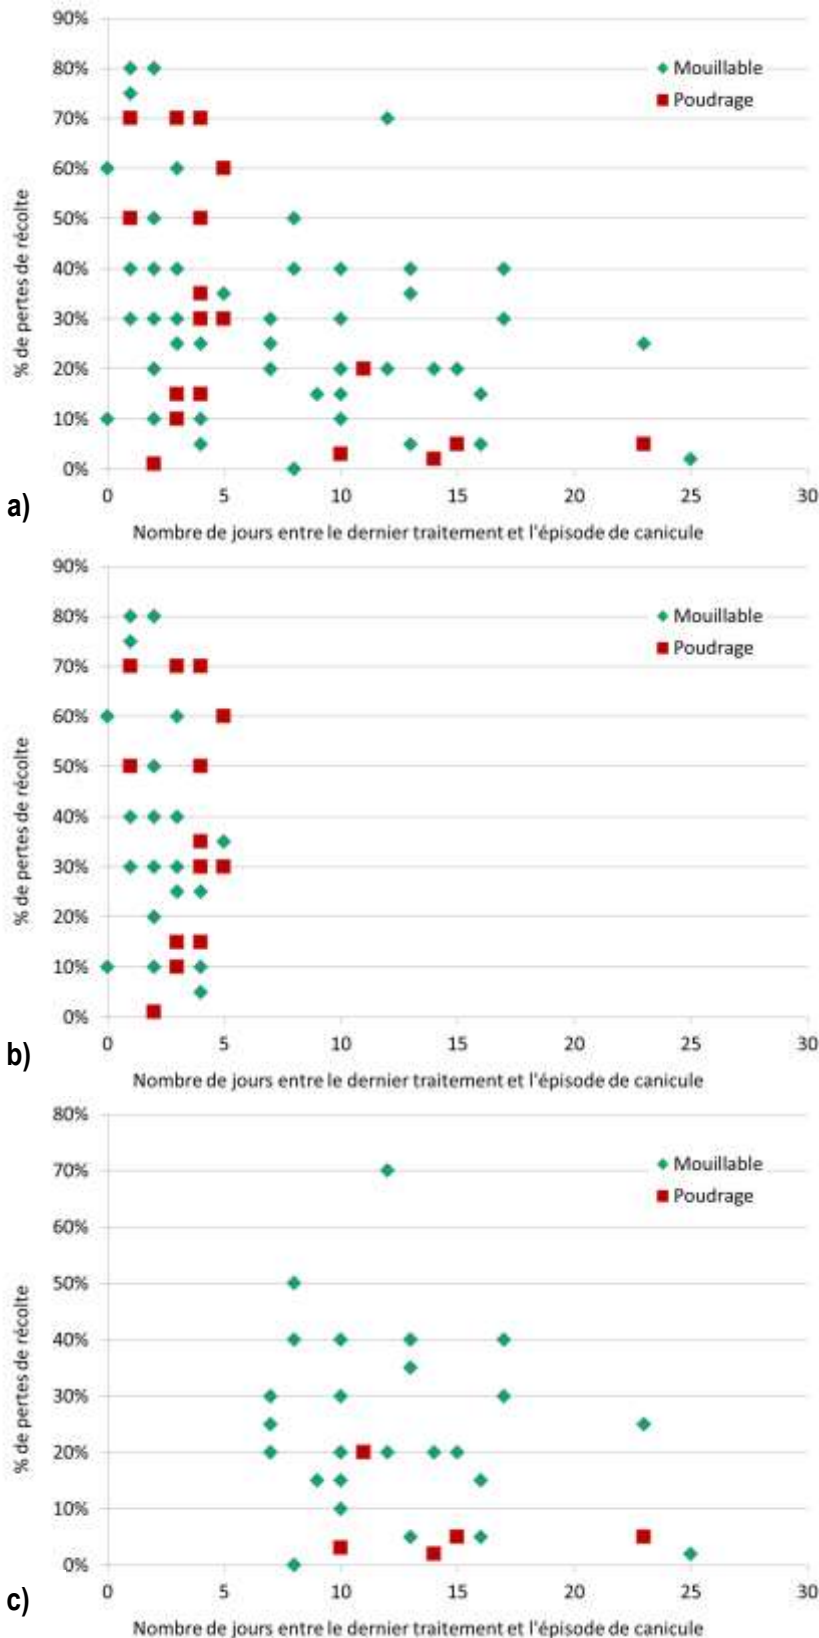 90%
80%
70%
60%
50%
40%
30%
20%
10%
0%
% de pertes de récolte
Mouillable
Poudrage
0 5 10 15 20 25 30
a)
Nombre de jours entre le dernier traitement et l'épisode de canicule
90%
80%
70%
60%
50%
40%
30%
20%
10%
0%
% de pertes de récolte
Mouillable
Poudrage
0 5 10 15 20 25 30
b)
Nombre de jours entre le dernier traitement et l'épisode de canicule
80%
70%
60%
50%
40%
30%
20%
10%
0%
% de pertes de récolte
Mouillable
Poudrage
0 5 10 15 20 25 30
c)
Nombre de jours entre le dernier traitement et l'épisode de canicule